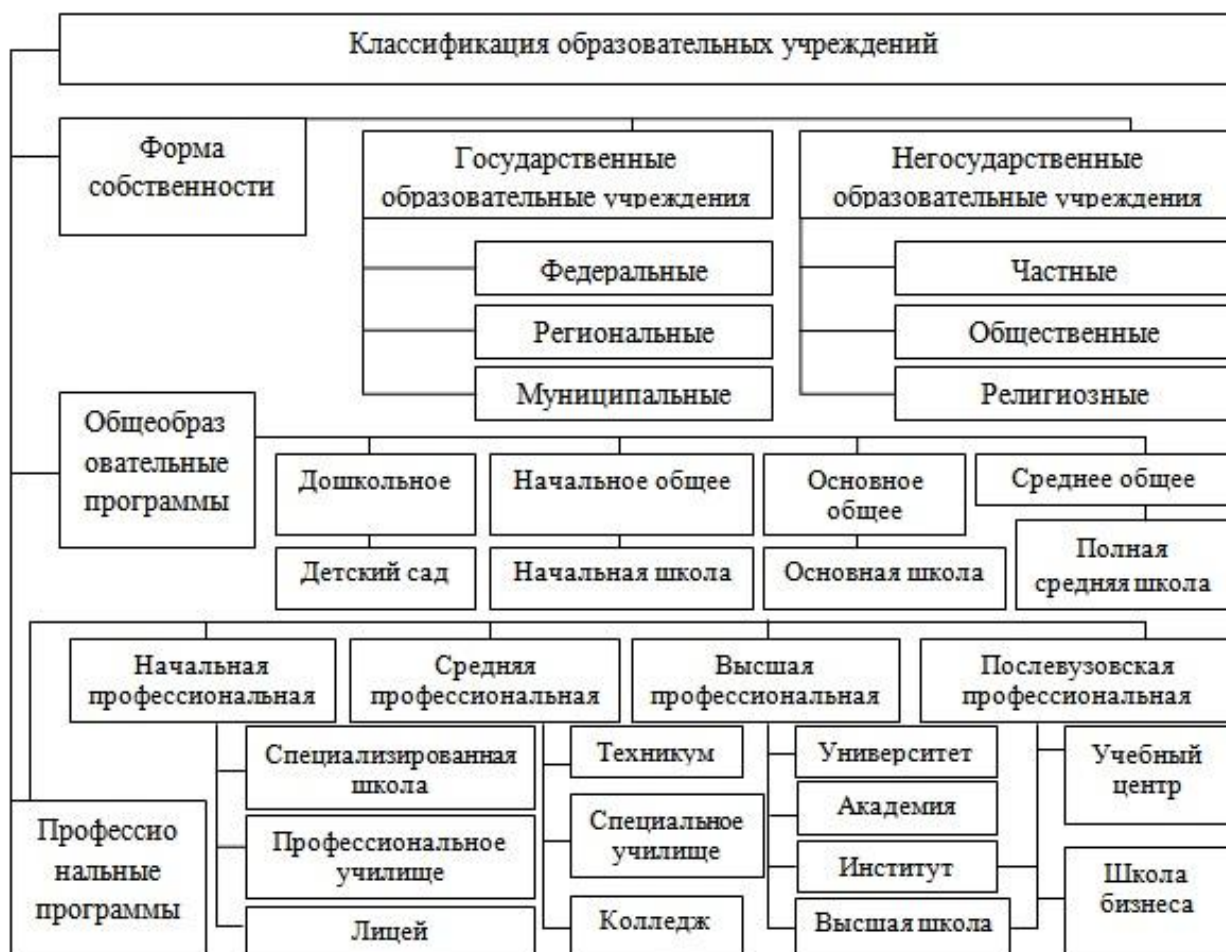 Классификация образовательных учреждений
Форма
собственности
Государственные
образовательные учреждения
Негосударственные
образовательные учреждения
Федеральные
Частные
Региональные
Общественные
Муниципальные
Религиозные
Общеобраз
овательные
программы
Дошкольное
Начальное общее
Основное
общее
Среднее общее
Детский сад
Начальная школа
Основная школа
Полная
средняя школа
Начальная
профессиональная
Средняя
профессиональная
Высшая
профессиональная
Послевузовская
профессиональная
Специализированная
школа
Техникум
Университет
Учебный
центр
Профессио
нальные
программы
Профессиональное
училище
Специальное
училище
Академия
Институт
Школа
бизнеса
Лицей
Колледж
Высшая школа